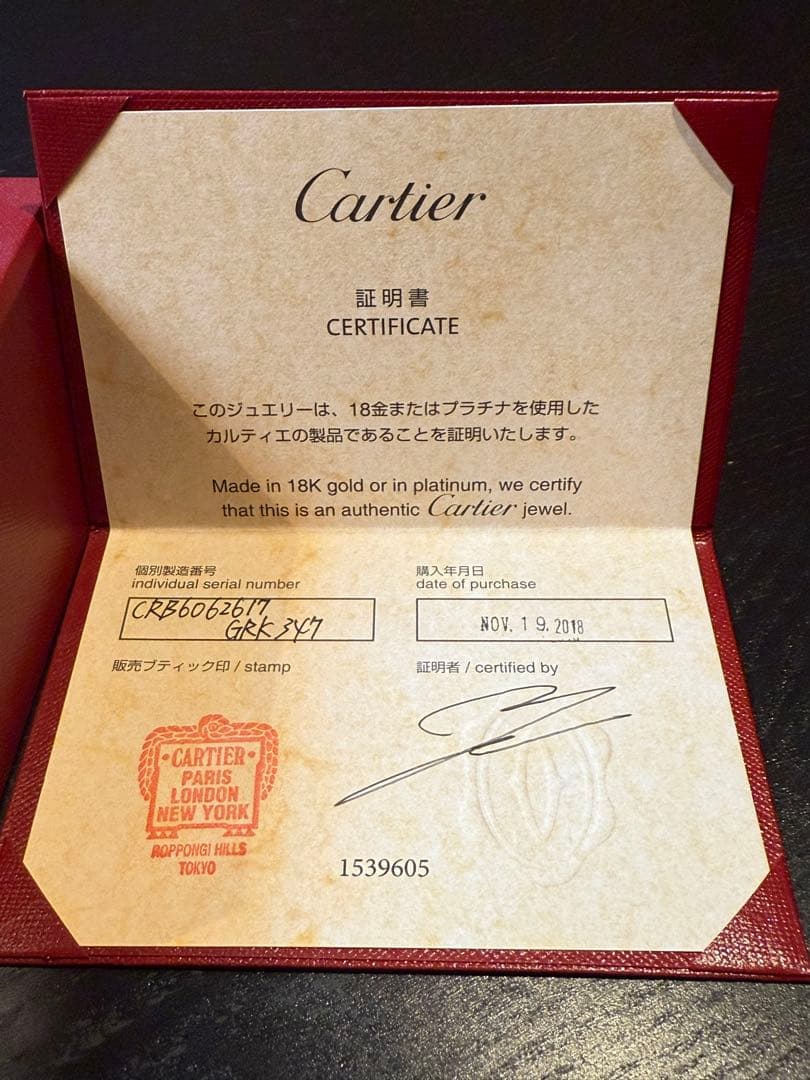 Cartier
証明書
CERTIFICATE
このジュエリーは、18金またはプラチナを使用した
カルティエの製品であることを証明いたします。
Made in 18K gold or in platinum, we certify
that this is an authentic Cartier jewel.
個別製造番号
individual serial number
CRB6062617
GRK347
購入年月日
date of purchase
NOV. 19. 2018
販売ブティック印 / stamp
証明者 / certified by
CARTIER
PARIS
LONDON
NEW YORK
ROPPONGI HILLS
TOKYO
1539605